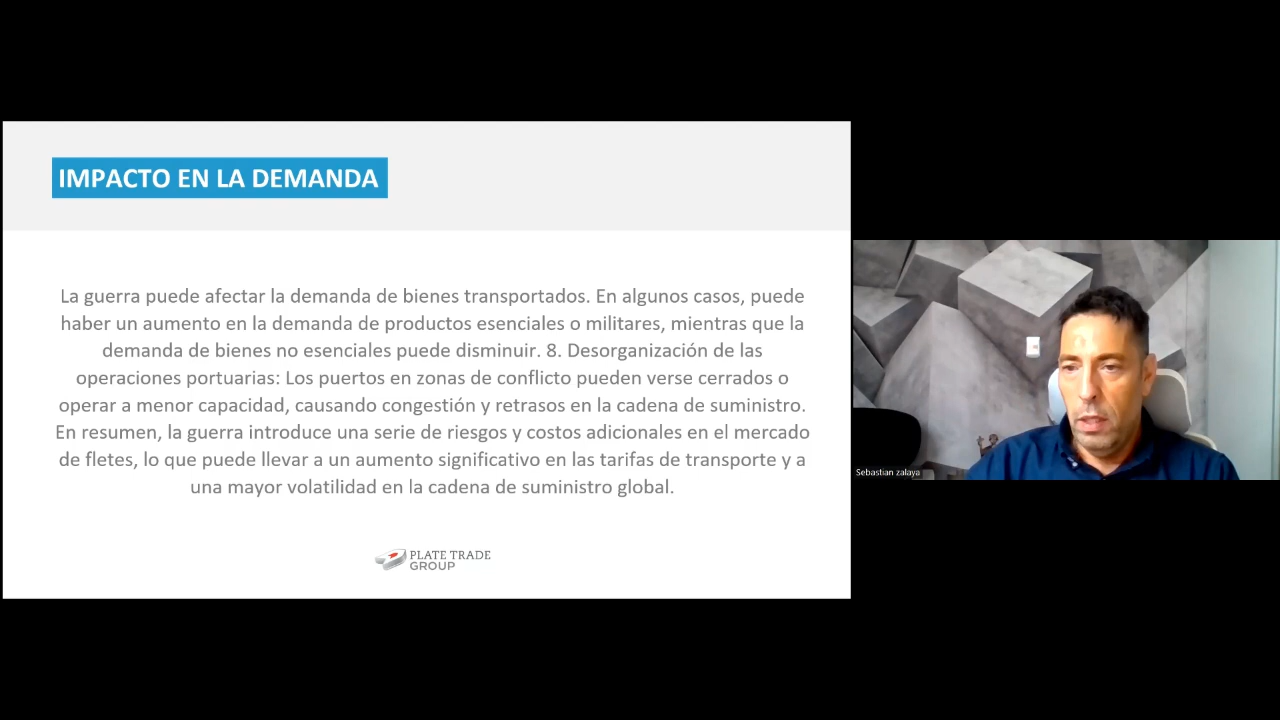 IMPACTO EN LA DEMANDA
La guerra puede afectar la demanda de bienes transportados. En algunos casos, puede
haber un aumento en la demanda de productos esenciales o militares, mientras que la
demanda de bienes no esenciales puede disminuir. 8. Desorganización de las
operaciones portuarias: Los puertos en zonas de conflicto pueden verse cerrados o
operar a menor capacidad, causando congestión y retrasos en la cadena de suministro.
En resumen, la guerra introduce una serie de riesgos y costos adicionales en el mercado
de fletes, lo que puede llevar a un aumento significativo en las tarifas de transporte y a
una mayor volatilidad en la cadena de suministro global.
PLATE TRADE
GROUP
Sebastian zalaya